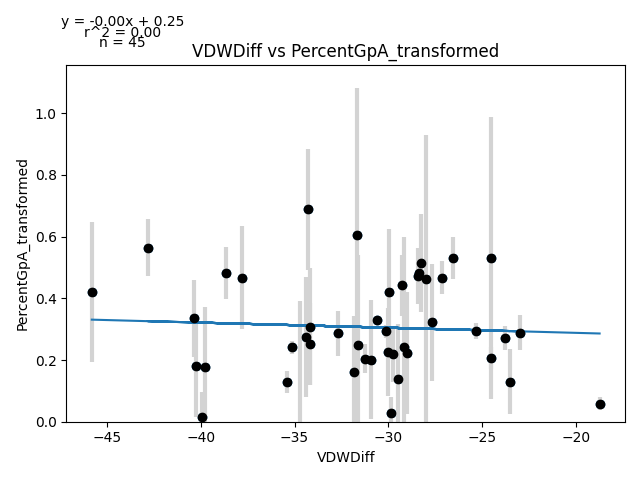 y = -0.00x + 0.25
r^2 = 0.00
n = 45
VDWDiff vs PercentGpA_transformed
PercentGpA_transformed
1.0
0.8
0.6
0.4
0.2
0.0
−45 −40 −35 −30 −25 −20
VDWDiff